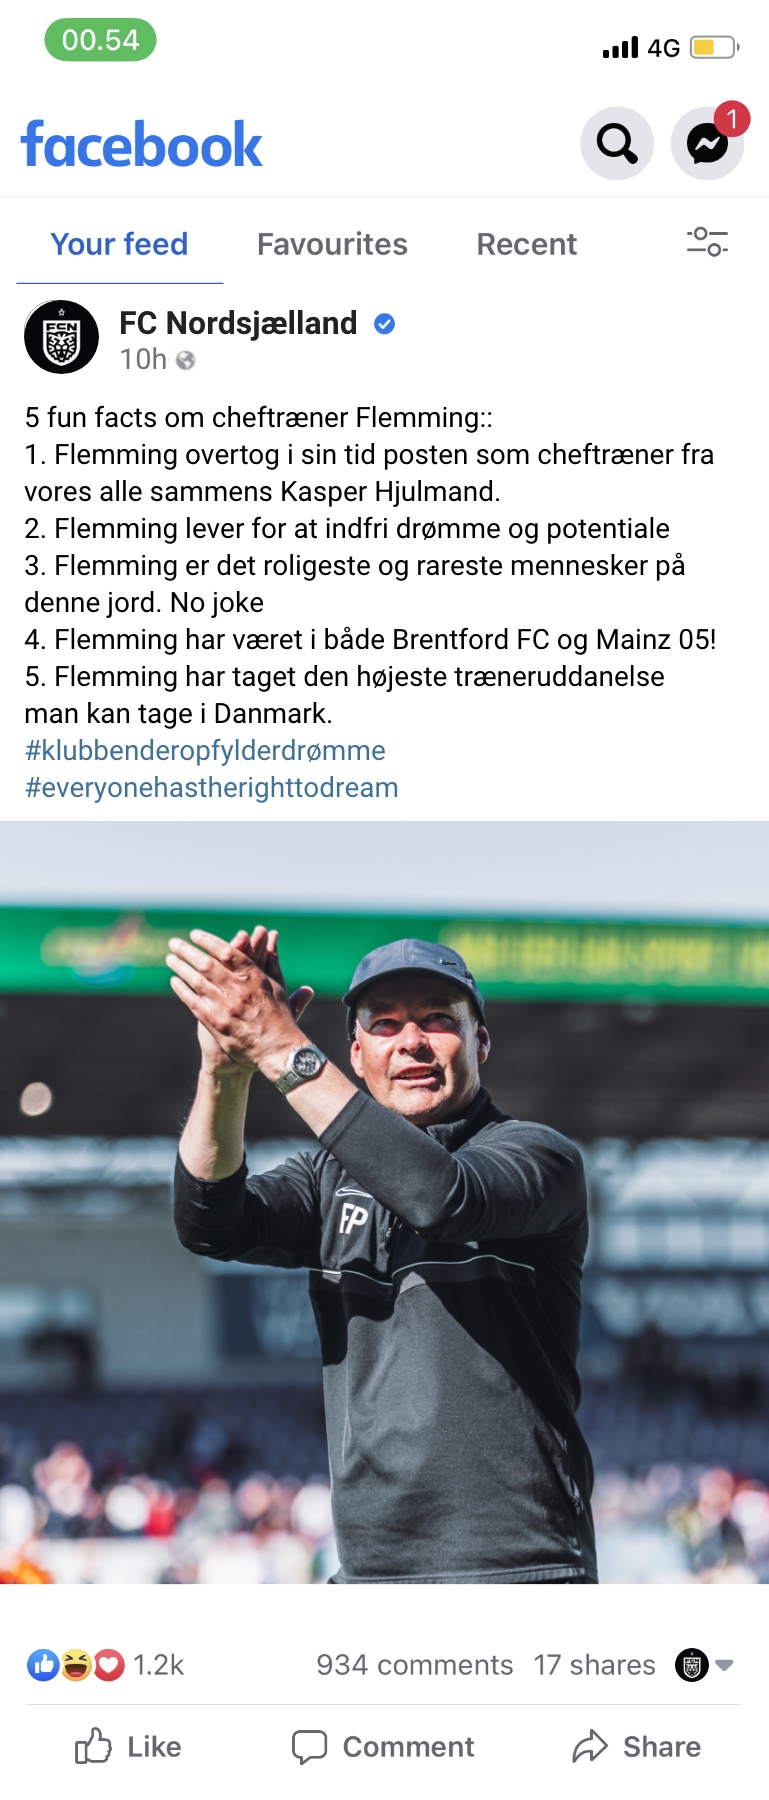 00.54
4G
facebook
1
Your feed Favourites Recent
FCN
FC Nordsjælland
10h
5 fun facts om cheftræner Flemming::
1. Flemming overtog i sin tid posten som cheftræner fra
vores alle sammens Kasper Hjulmand.
2. Flemming lever for at indfri drømme og potentiale
3. Flemming er det roligeste og rareste mennesker på
denne jord. No joke
4. Flemming har været i både Brentford FC og Mainz 05!
5. Flemming har taget den højeste træneruddanelse
man kan tage i Danmark.
#klubbenderopfylderdrømme
#everyonehastherighttodream
FP
1.2k 934 comments 17 shares
Like Comment Share